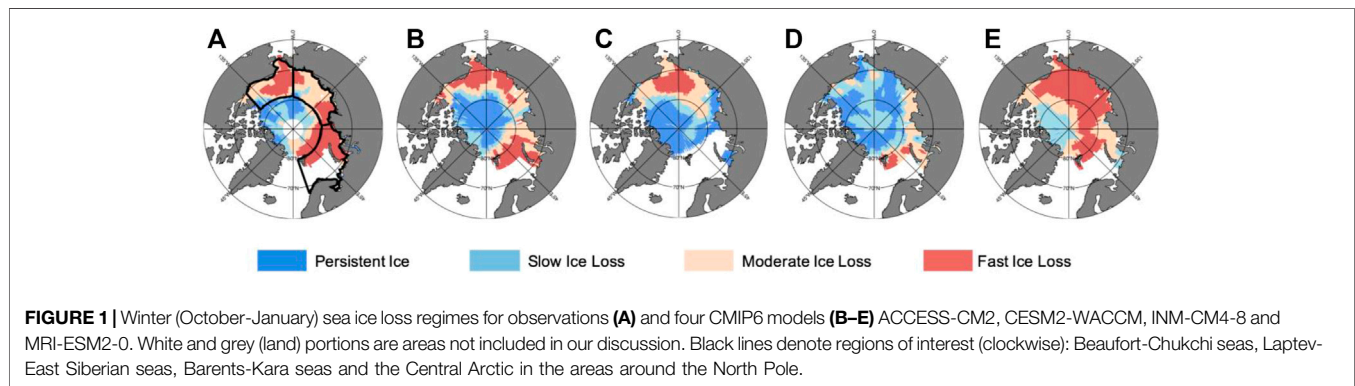 A B C D E
Persistent Ice Slow Ice Loss Moderate Ice Loss Fast Ice Loss
FIGURE 1 | Winter (October-January) sea ice loss regimes for observations (A) and four CMIP6 models (B–E) ACCESS-CM2, CESM2-WACCM, INM-CM4-8 and
MRI-ESM2-0. White and grey (land) portions are areas not included in our discussion. Black lines denote regions of interest (clockwise): Beaufort-Chukchi seas, Laptev-
East Siberian seas, Barents-Kara seas and the Central Arctic in the areas around the North Pole.